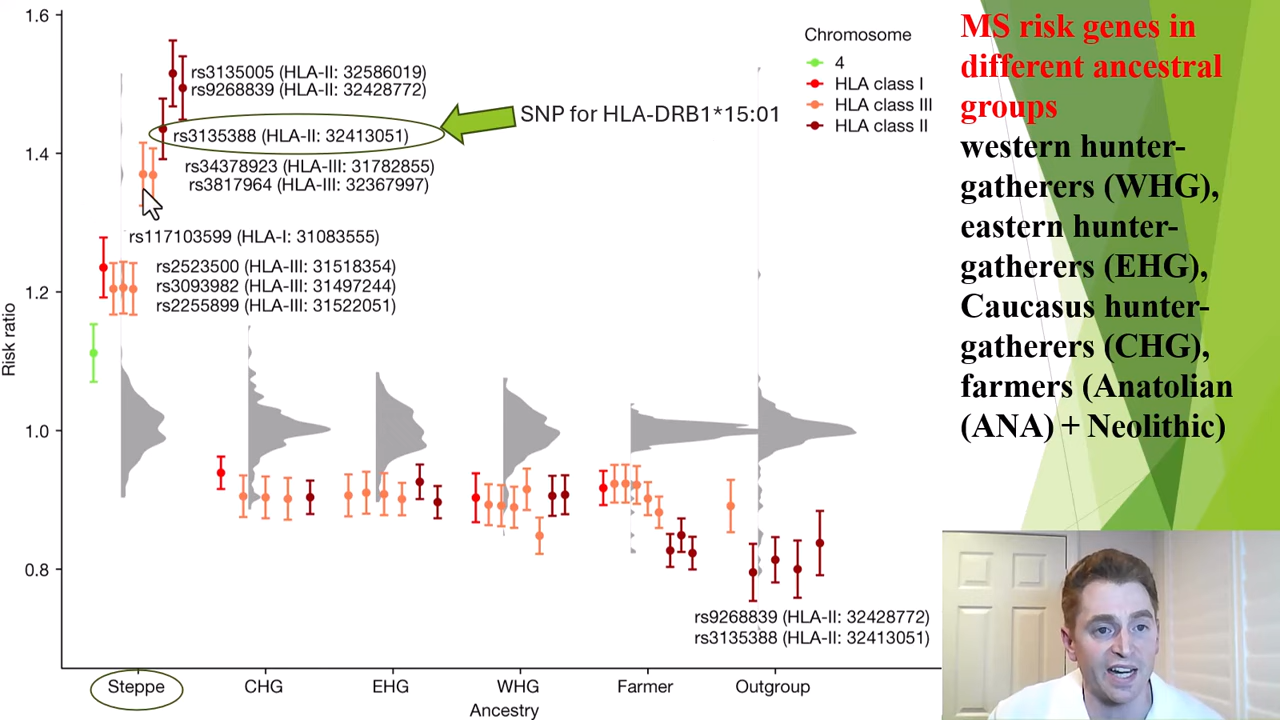 1.6
1.4
1.2
1.0
0.8
Risk ratio
rs3135005 (HLA-II: 32586019)
rs9268839 (HLA-II: 32428772)
rs3135388 (HLA-II: 32413051)
SNP for HLA-DRB1*15:01
rs34378923 (HLA-III: 31782855)
rs3817964 (HLA-III: 32367997)
rs117103599 (HLA-I: 31083555)
rs2523500 (HLA-III: 31518354)
rs3093982 (HLA-III: 31497244)
rs2255899 (HLA-III: 31522051)
Chromosome
4
HLA class I
HLA class III
HLA class II
rs9268839 (HLA-II: 32428772)
rs3135388 (HLA-II: 32413051)
Steppe
CHG
EHG
WHG
Farmer
Outgroup
Ancestry
MS risk genes in
different ancestral
groups
western hunter-
gatherers (WHG),
eastern hunter-
gatherers (EHG),
Caucasus hunter-
gatherers (CHG),
farmers (Anatolian
(ANA) + Neolithic)